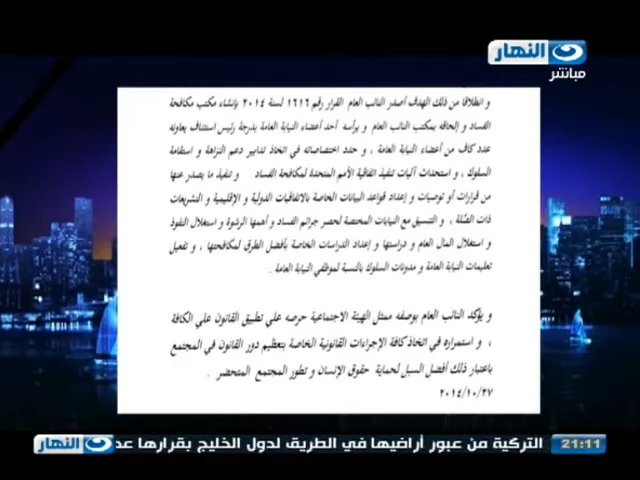 النهار
مباشر
و انطلاقا من ذلك الهدف أصدر النائب العام القرار رقم ١٦١٦ لسنة ٢٠١٤ بإنشاء مكتب مكافحة
الفساد و إلحاقه بمكتب النائب العام و يرأسه أحد أعضاء النيابة العامة بدرجة رئيس استئناف يعاونه
عدد كاف من أعضاء النيابة العامة ، و حدد اختصاصاته في اتخاذ تدابير دعم النزاهة و استقامة
السلوك ، و استحداث آليات تنفيذ اتفاقية الأمم المتحدة لمكافحة الفساد و تنفيذ ما يصدر عنها
من قرارات أو توصيات و إعداد قواعد البيانات الخاصة بالاتفاقيات الدولية و الإقليمية و التشريعات
ذات الصلة ، و التنسيق مع النيابات المختصة لحصر جرائم الفساد و أهمها الرشوة و استغلال النفوذ
و استغلال المال العام و دراستها و إعداد الدراسات الخاصة بأفضل الطرق لمكافحتها ، و تفعيل
تعليمات النيابة العامة و مدونات السلوك بالنسبة لموظفي النيابة العامة .
و يؤكد النائب العام بوصفه ممثل الهيئة الاجتماعية حرصه علي تطبيق القانون علي الكافة
، و استمراره في اتخاذ كافة الإجراءات القانونية الخاصة بتعظيم دور القانون في المجتمع
باعتبار ذلك أفضل السبل لحماية حقوق الإنسان و تطور المجتمع المتحضر .
٢٠١٤/١٠/٢٧
21:11 التركية من عبور أراضيها في الطريق لدول الخليج بقرارها عد النهار